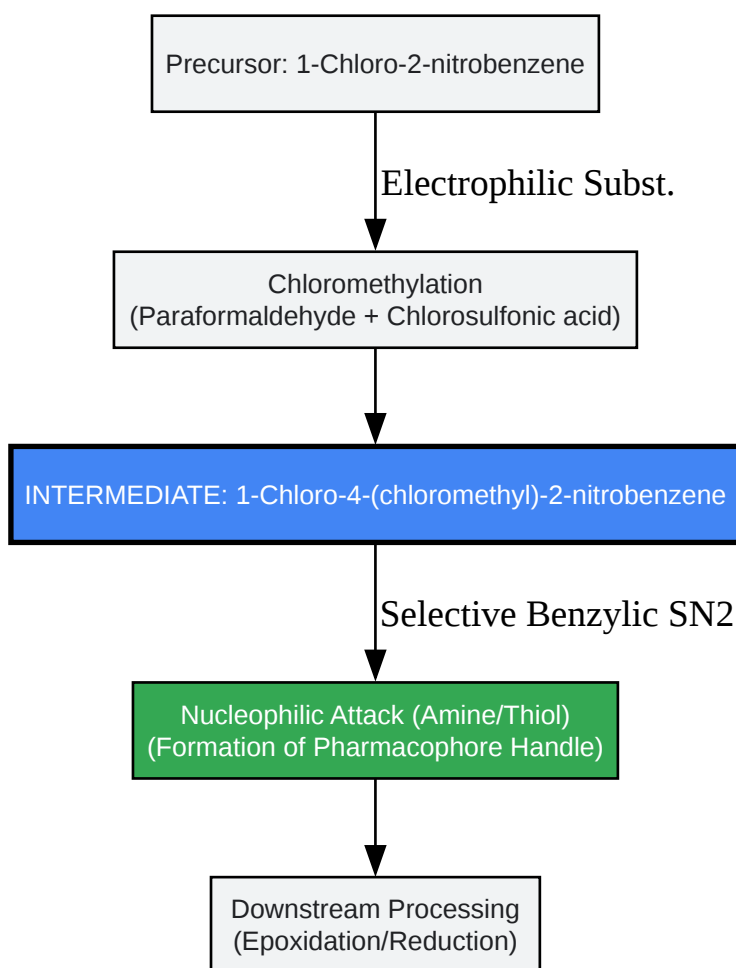 Precursor: 1-Chloro-2-nitrobenzene
Electrophilic Subst.
Chloromethylation
(Paraformaldehyde + Chlorosulfonic acid)
INTERMEDIATE: 1-Chloro-4-(chloromethyl)-2-nitrobenzene
Selective Benzylic SN2
Nucleophilic Attack (Amine/Thiol)
(Formation of Pharmacophore Handle)
Downstream Processing
(Epoxidation/Reduction)